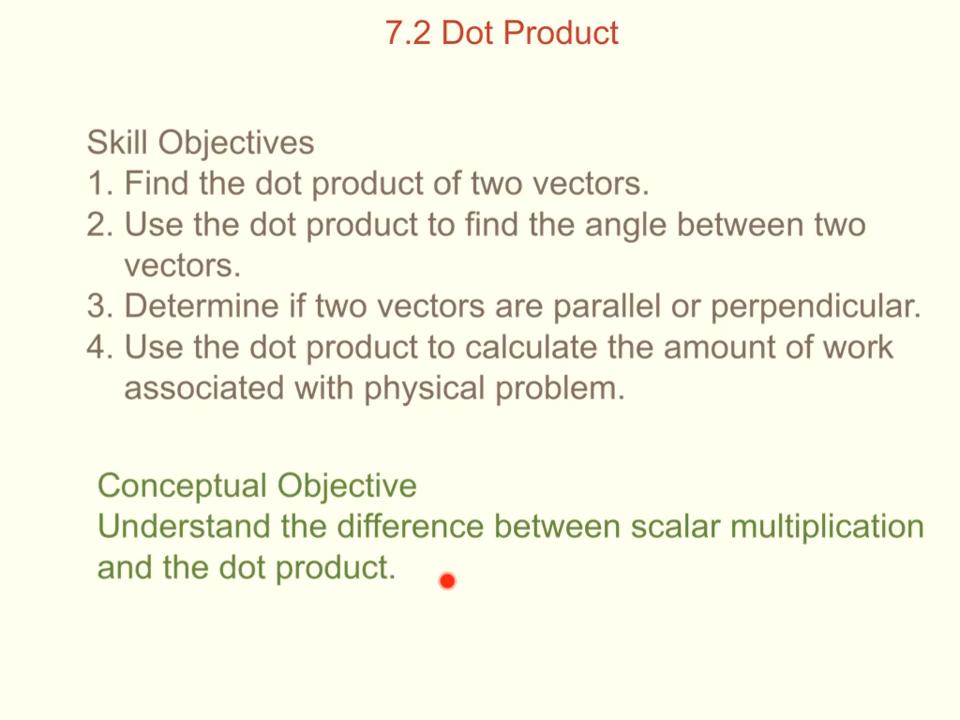 7.2 Dot Product
Skill Objectives
1. Find the dot product of two vectors.
2. Use the dot product to find the angle between two
vectors.
3. Determine if two vectors are parallel or perpendicular.
4. Use the dot product to calculate the amount of work
associated with physical problem.
Conceptual Objective
Understand the difference between scalar multiplication
and the dot product.